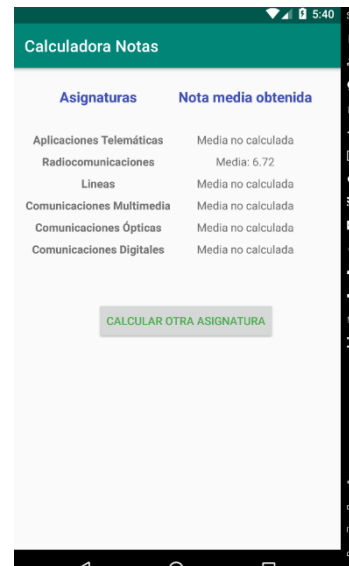 5:40
Calculadora Notas
Asignaturas Nota media obtenida
Aplicaciones Telemáticas Media no calculada
Radiocomunicaciones Media: 6.72
Lineas Media no calculada
Comunicaciones Multimedia Media no calculada
Comunicaciones Ópticas Media no calculada
Comunicaciones Digitales Media no calculada
CALCULAR OTRA ASIGNATURA